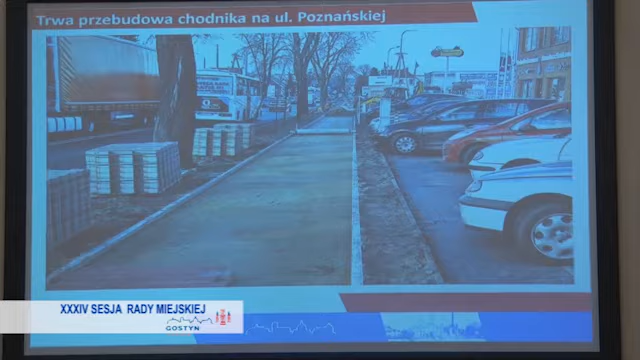 Trwa przebudowa chodnika na ul. Poznańskiej
XXXIV SESJA RADY MIEJSKIEJ
GOSTYŃ